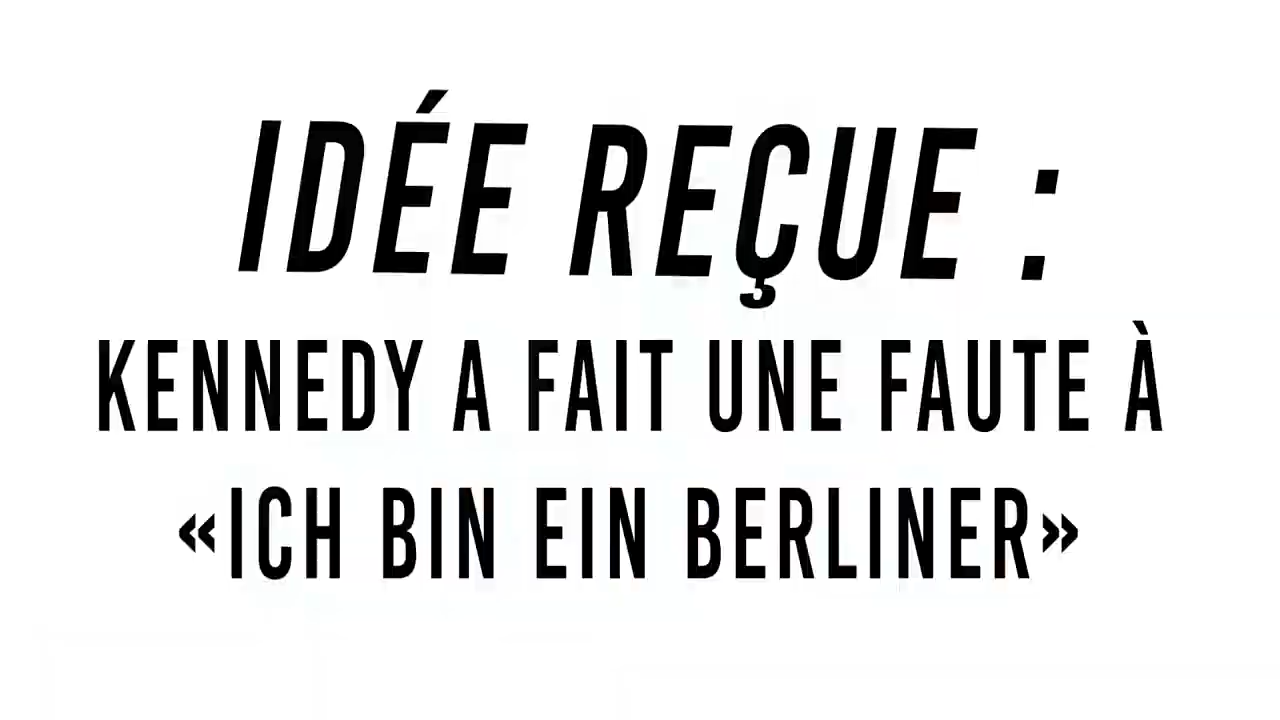 IDÉE REÇUE :
KENNEDY A FAIT UNE FAUTE À
«ICH BIN EIN BERLINER»